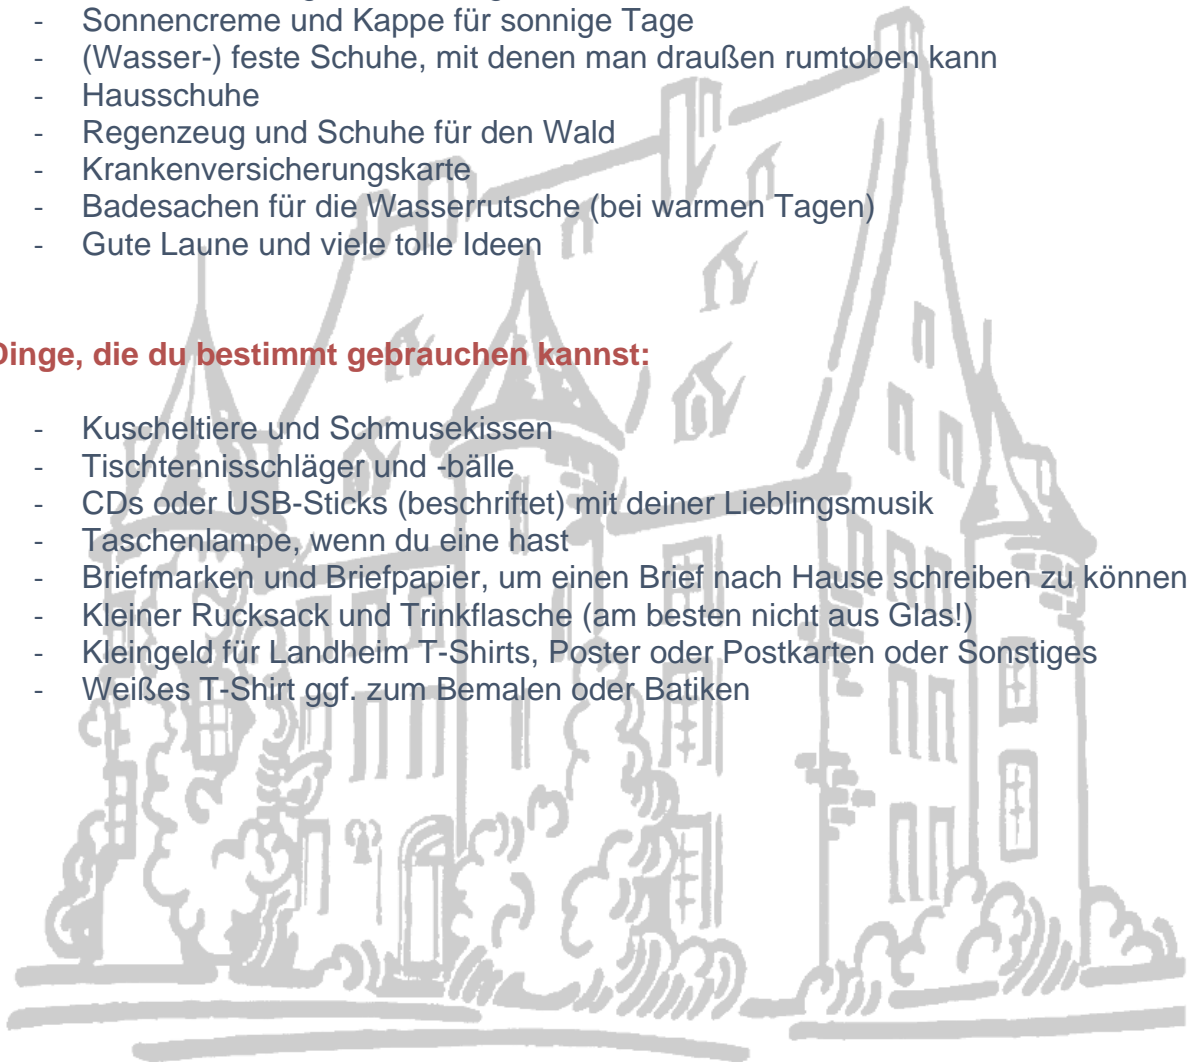 - Sonnencreme und Kappe für sonnige Tage
- (Wasser-) feste Schuhe, mit denen man draußen rumtoben kann
- Hausschuhe
- Regenzeug und Schuhe für den Wald
- Krankenversicherungskarte
- Badesachen für die Wasserrutsche (bei warmen Tagen)
- Gute Laune und viele tolle Ideen
Dinge, die du bestimmt gebrauchen kannst:
- Kuscheltiere und Schmusekissen
- Tischtennisschläger und -bälle
- CDs oder USB-Sticks (beschriftet) mit deiner Lieblingsmusik
- Taschenlampe, wenn du eine hast
- Briefmarken und Briefpapier, um einen Brief nach Hause schreiben zu können
- Kleiner Rucksack und Trinkflasche (am besten nicht aus Glas!)
- Kleingeld für Landheim T-Shirts, Poster oder Postkarten oder Sonstiges
- Weißes T-Shirt ggf. zum Bemalen oder Batiken